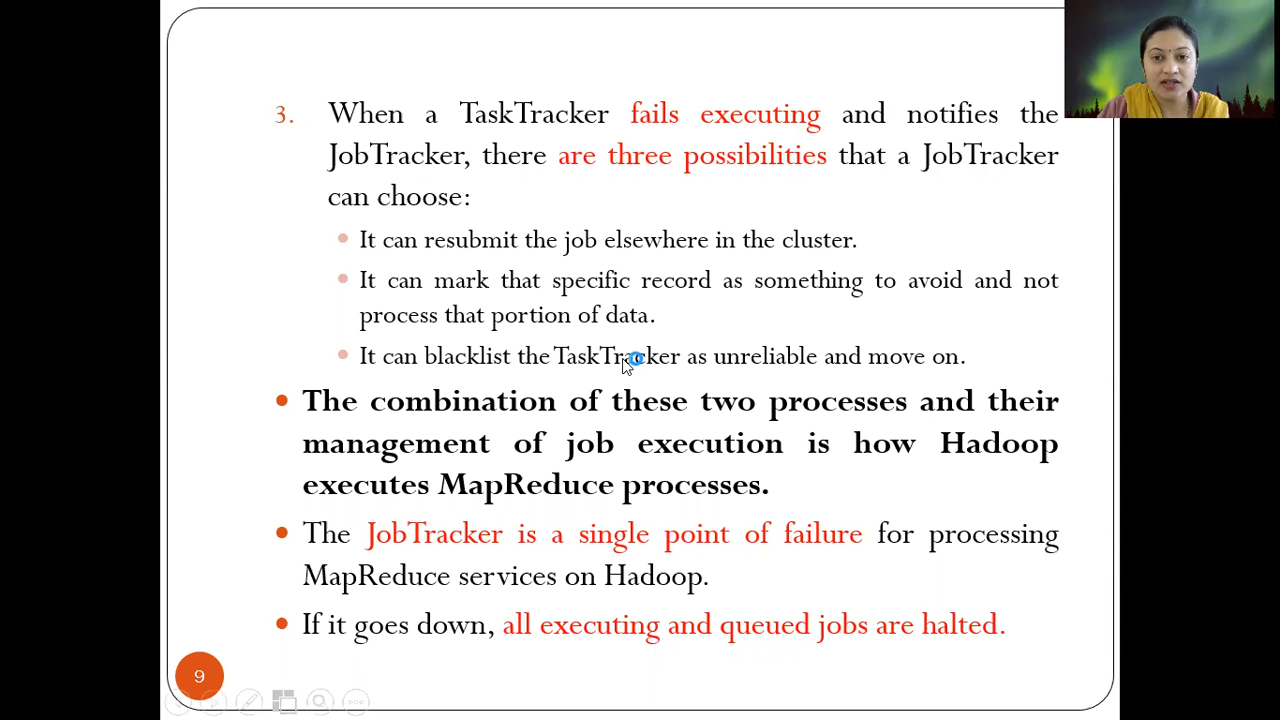 3. When a TaskTracker fails executing and notifies the
JobTracker, there are three possibilities that a JobTracker
can choose:
• It can resubmit the job elsewhere in the cluster.
• It can mark that specific record as something to avoid and not
process that portion of data.
• It can blacklist the TaskTracker as unreliable and move on.
• The combination of these two processes and their
management of job execution is how Hadoop
executes MapReduce processes.
• The JobTracker is a single point of failure for processing
MapReduce services on Hadoop.
• If it goes down, all executing and queued jobs are halted.
9